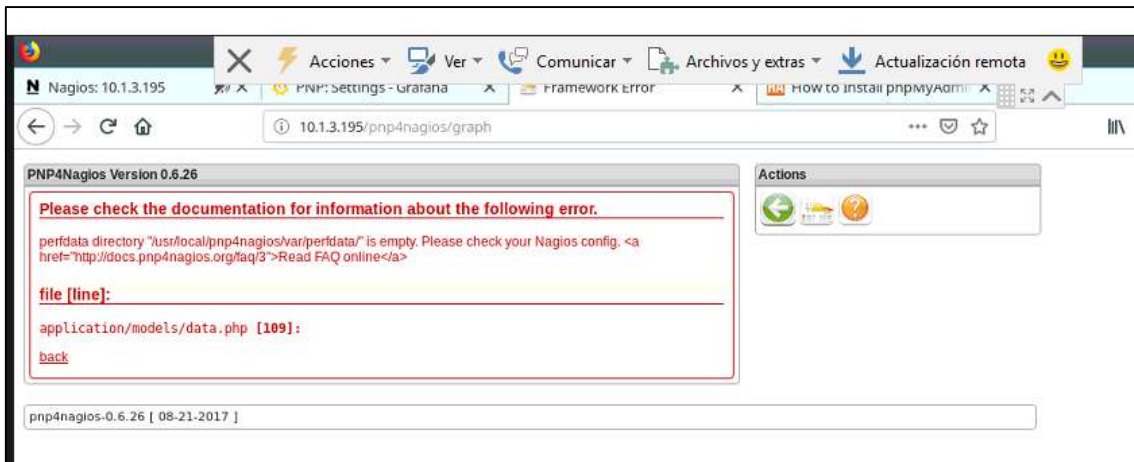 Acciones
Ver
Comunicar
Archivos y extras
Actualización remota
Nagios: 10.1.3.195
PNP: Settings - Grafana
Framework Error
How to Install phpMyAdmi
10.1.3.195/pnp4nagios/graph
PNP4Nagios Version 0.6.26
Please check the documentation for information about the following error.
perfdata directory "/usr/local/pnp4nagios/var/perfdata/" is empty. Please check your Nagios config. <a
href="http://docs.pnp4nagios.org/faq/3">Read FAQ online</a>
file [line]:
application/models/data.php [109]:
back
Actions
pnp4nagios-0.6.26 [ 08-21-2017 ]